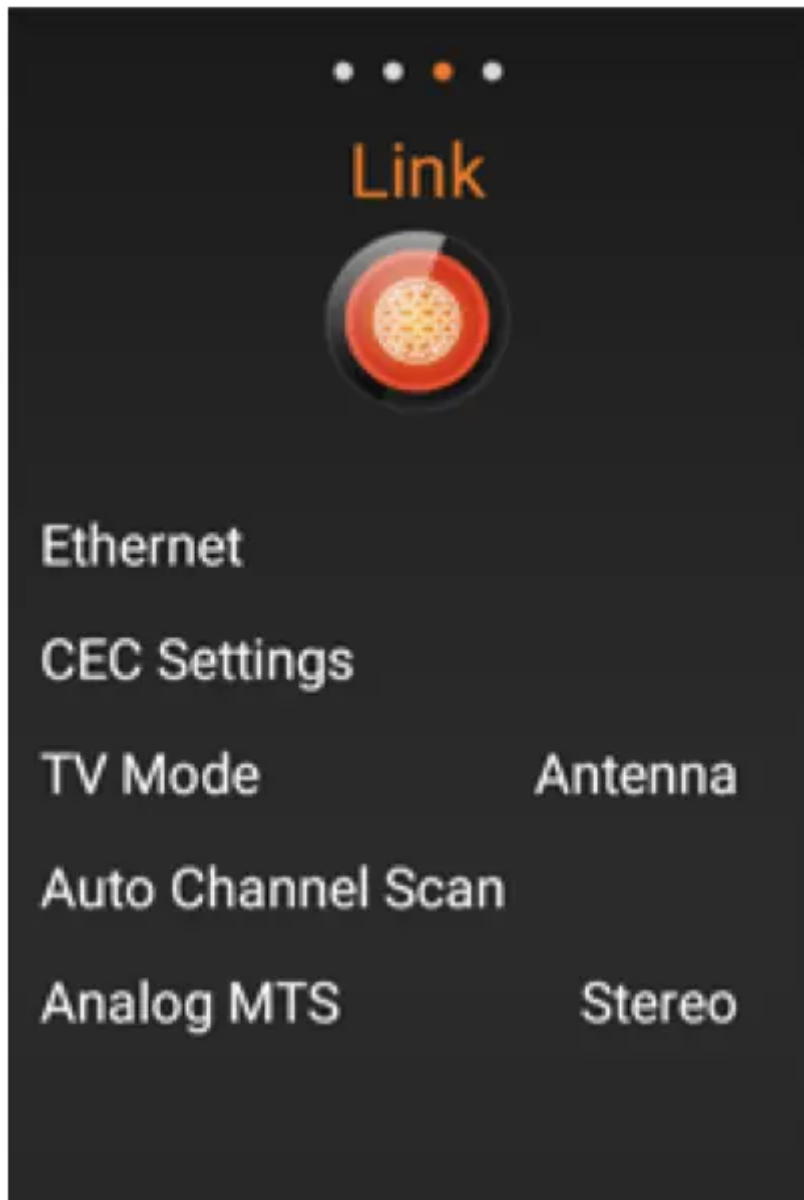 Link
Ethernet
CEC Settings
TV Mode Antenna
Auto Channel Scan
Analog MTS Stereo